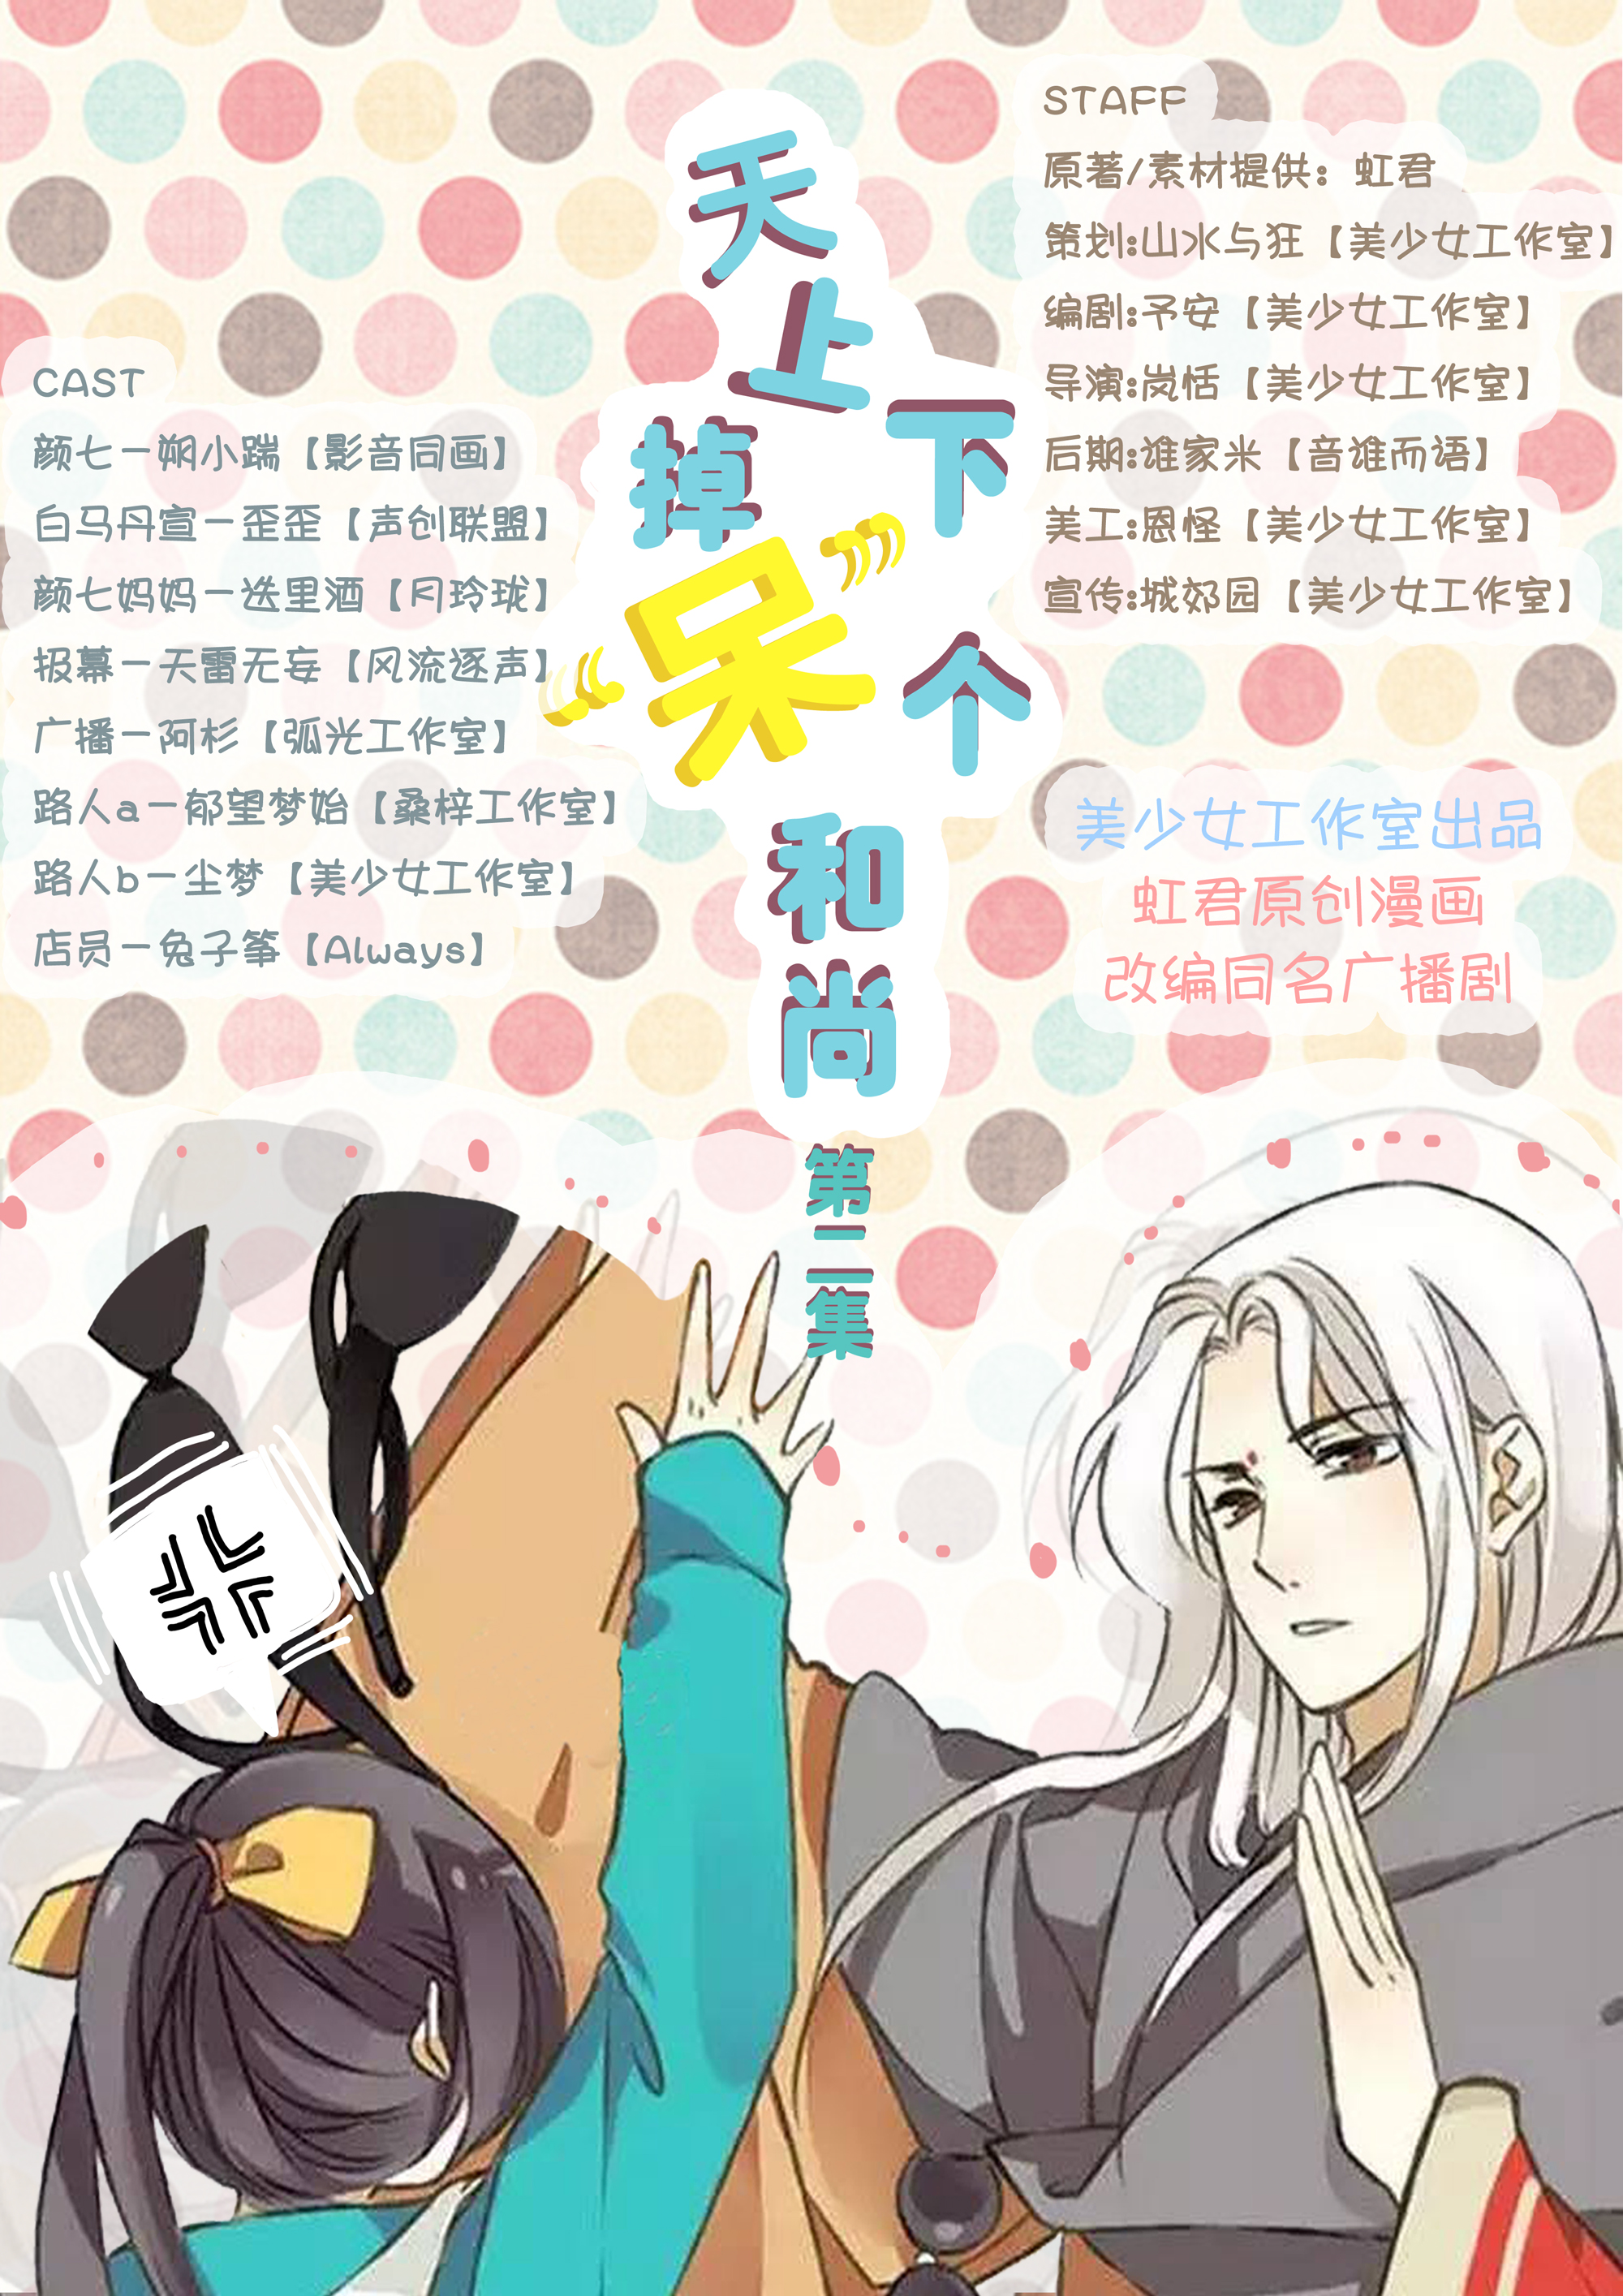 天上掉下个“呆”和尚
第二集
CAST
颜七—朔小踹【影音同画】
白马丹宣—歪歪【声创联盟】
颜七妈妈—迭里酒【月玲珑】
报幕—天雷无妄【风流逐声】
广播—阿杉【弧光工作室】
路人a—郁望梦始【桑梓工作室】
路人b—尘梦【美少女工作室】
店员—兔子筝【Always】
STAFF
原著/素材提供：虹君
策划:山水与狂【美少女工作室】
编剧:予安【美少女工作室】
导演:岚恬【美少女工作室】
后期:谁家米【音谁而语】
美工:恩怪【美少女工作室】
宣传:城郊园【美少女工作室】
美少女工作室出品
虹君原创漫画
改编同名广播剧